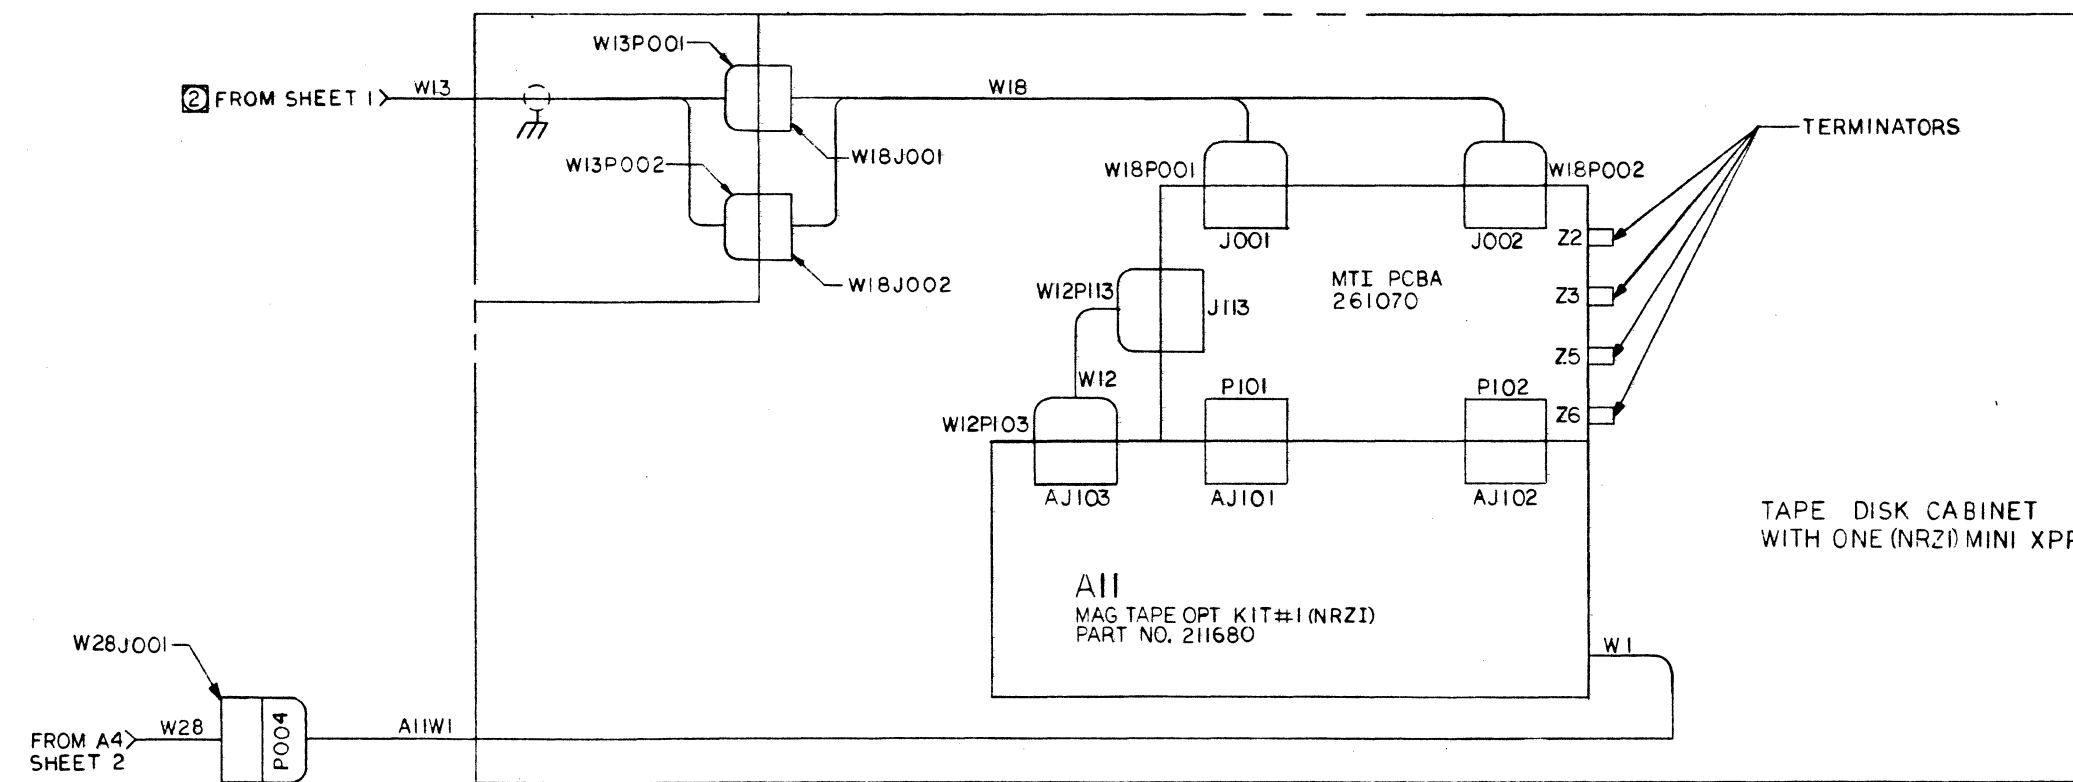 W13P001
② FROM SHEET 1
W13
W18
TERMINATORS
W18J001
W13P002
W18P001
W18P002
J001
J002
Z2
MTI PCBA
261070
W18J002
W12P113
J113
Z3
Z5
W12
P101
P102
Z6
W12P103
AJ103
AJ101
AJ102
TAPE DISK CABINET
WITH ONE (NRZI) MINI XPR
A11
MAG TAPE OPT KIT#1 (NRZI)
PART NO. 211680
W28J001
W1
W28
P004
A11W1
FROM A4
SHEET 2